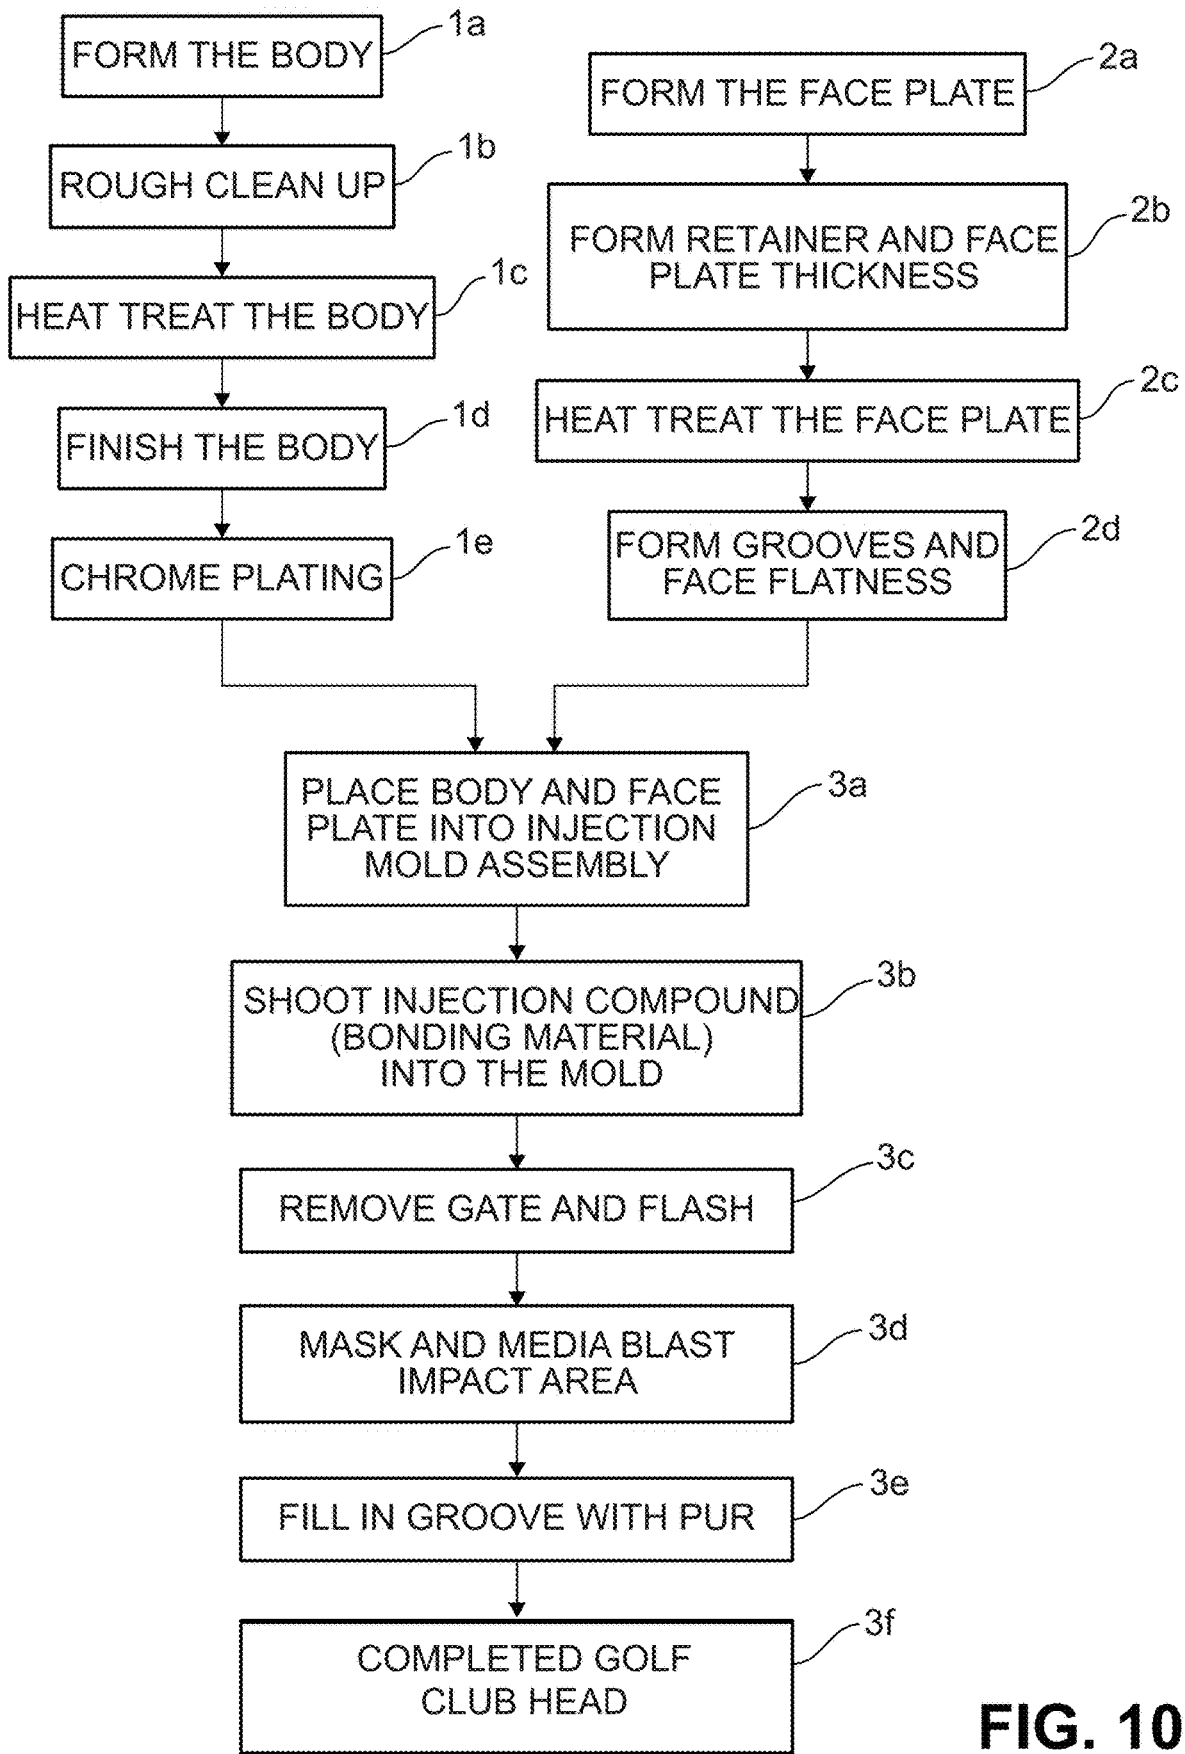 FORM THE BODY
1a
ROUGH CLEAN UP
1b
HEAT TREAT THE BODY
1c
FINISH THE BODY
1d
CHROME PLATING
1e
FORM THE FACE PLATE
2a
FORM RETAINER AND FACE
PLATE THICKNESS
2b
HEAT TREAT THE FACE PLATE
2c
FORM GROOVES AND
FACE FLATNESS
2d
PLACE BODY AND FACE
PLATE INTO INJECTION
MOLD ASSEMBLY
3a
SHOOT INJECTION COMPOUND
(BONDING MATERIAL)
INTO THE MOLD
3b
REMOVE GATE AND FLASH
3c
MASK AND MEDIA BLAST
IMPACT AREA
3d
FILL IN GROOVE WITH PUR
3e
COMPLETED GOLF
CLUB HEAD
3f
FIG. 10